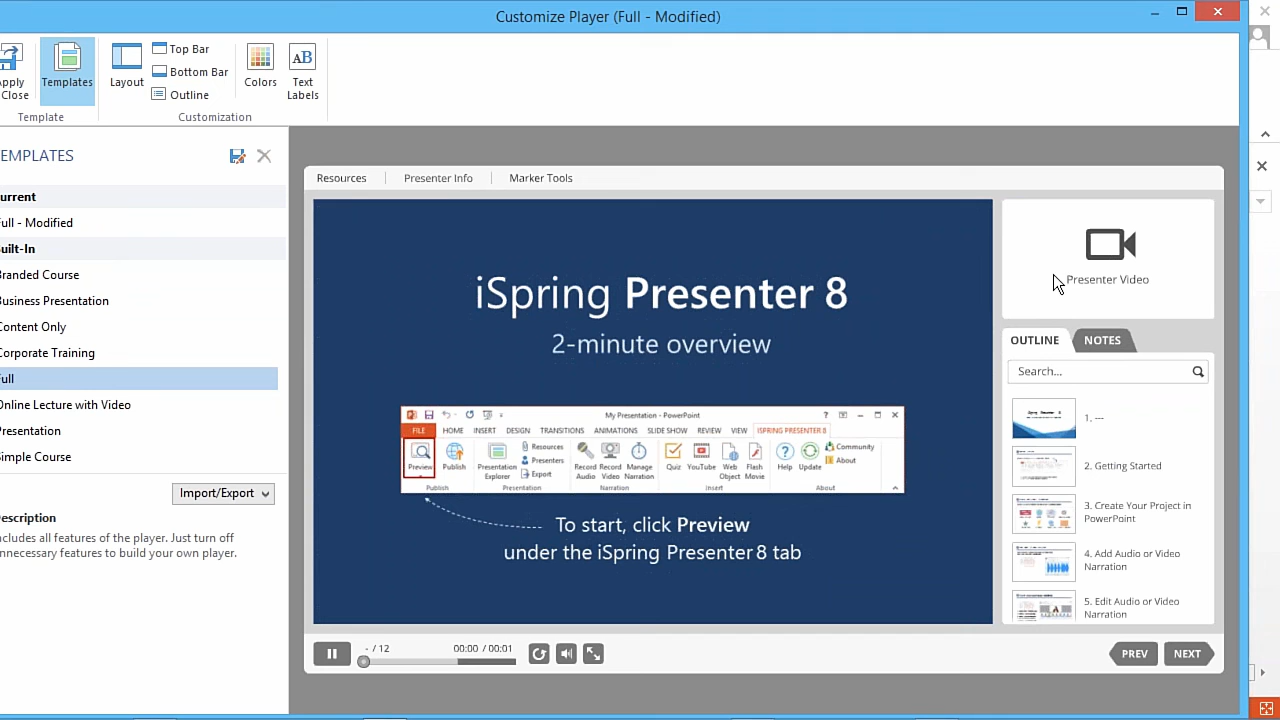 Customize Player (Full - Modified)
pply
Close
Templates
Layout
Top Bar
Bottom Bar
Outline
Colors
AB
Text
Labels
Template
Customization
EMPLATES
urrent
ull - Modified
uilt-In
Branded Course
Business Presentation
Content Only
Corporate Training
ull
Online Lecture with Video
Presentation
imple Course
Import/Export
escription
ncludes all features of the player. Just turn off
nnecessary features to build your own player.
Resources
Presenter Info
Marker Tools
iSpring Presenter 8
2-minute overview
My Presentation - PowerPoint
FILE HOME INSERT DESIGN TRANSITIONS ANIMATIONS SLIDE SHOW REVIEW VIEW ISPRING PRESENTER 8
Preview
Publish
Presentation
Explorer
Resources
Presenters
Export
Record
Audio
Record
Video
Manage
Narration
Quiz
YouTube
Web
Object
Flash
Movie
Help
Update
Community
About
Publish
Presentation
Narration
Insert
About
To start, click Preview
under the iSpring Presenter 8 tab
Presenter Video
OUTLINE
NOTES
Search...
1. ---
2. Getting Started
3. Create Your Project in
PowerPoint
4. Add Audio or Video
Narration
5. Edit Audio or Video
Narration
- / 12
00:00 / 00:01
PREV
NEXT